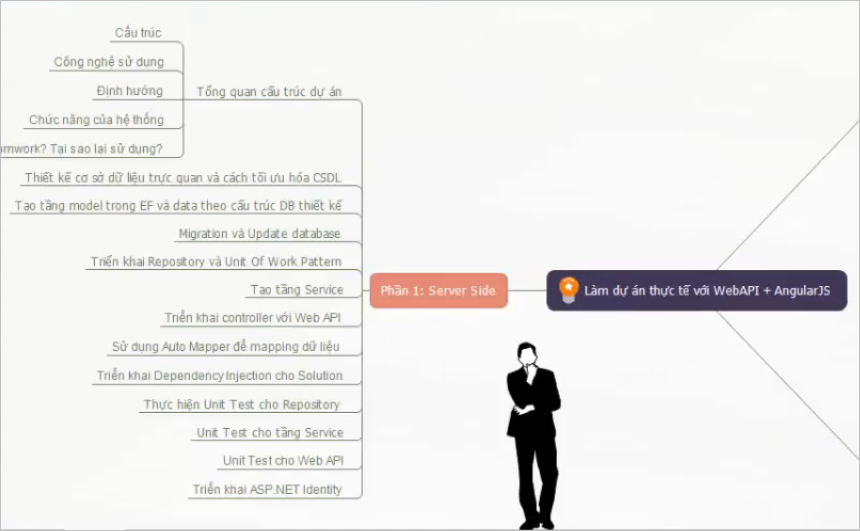 Cấu trúc
Công nghệ sử dụng
Định hướng
Chức năng của hệ thống
Tại sao lại sử dụng?
Tổng quan cấu trúc dự án
Thiết kế cơ sở dữ liệu trực quan và cách tối ưu hóa CSDL
Tạo tầng model trong EF và data theo cấu trúc DB thiết kế
Migration và Update database
Triển khai Repository và Unit Of Work Pattern
Tạo tầng Service
Triển khai controller với Web API
Sử dụng Auto Mapper để mapping dữ liệu
Triển khai Dependency Injection cho Solution
Thực hiện Unit Test cho Repository
Unit Test cho tầng Service
Unit Test cho Web API
Triển khai ASP.NET Identity
Phần 1: Server Side
Làm dự án thực tế với WebAPI + AngularJS